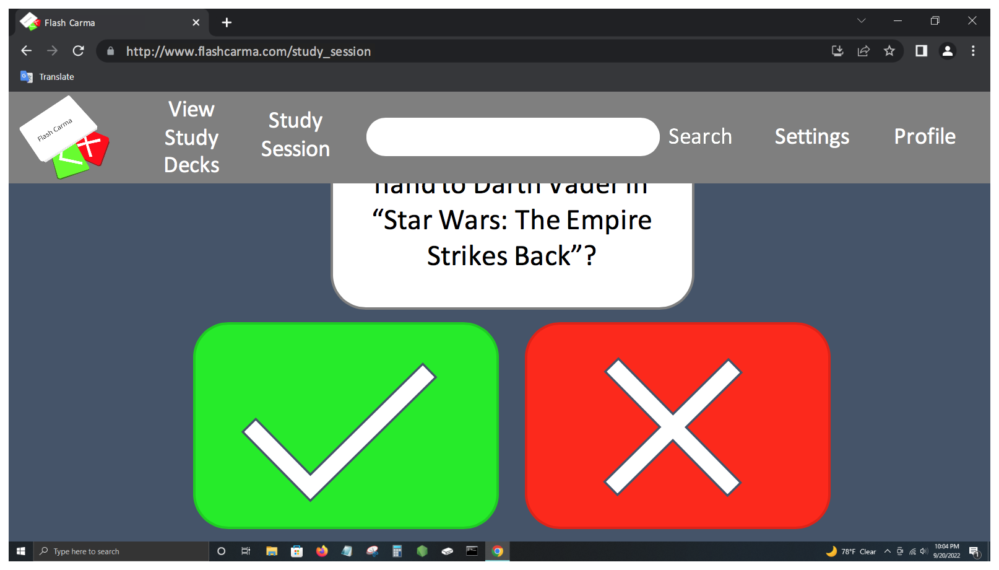 Flash Carma
http://www.flashcarma.com/study_session
Translate
Flash Carma
View
Study
Decks
Study
Session
Search
Settings
Profile
hand to Darth Vader in
“Star Wars: The Empire
Strikes Back”?
Type here to search
78°F Clear
10:04 PM
9/20/2022
1